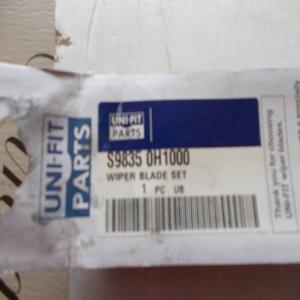 UNI-FIT
PARTS
S9835 0H1000
WIPER BLADE SET
1 PC UB
UNI-FIT
PARTS
Thank you for choosing
UNI-FIT wiper blades.